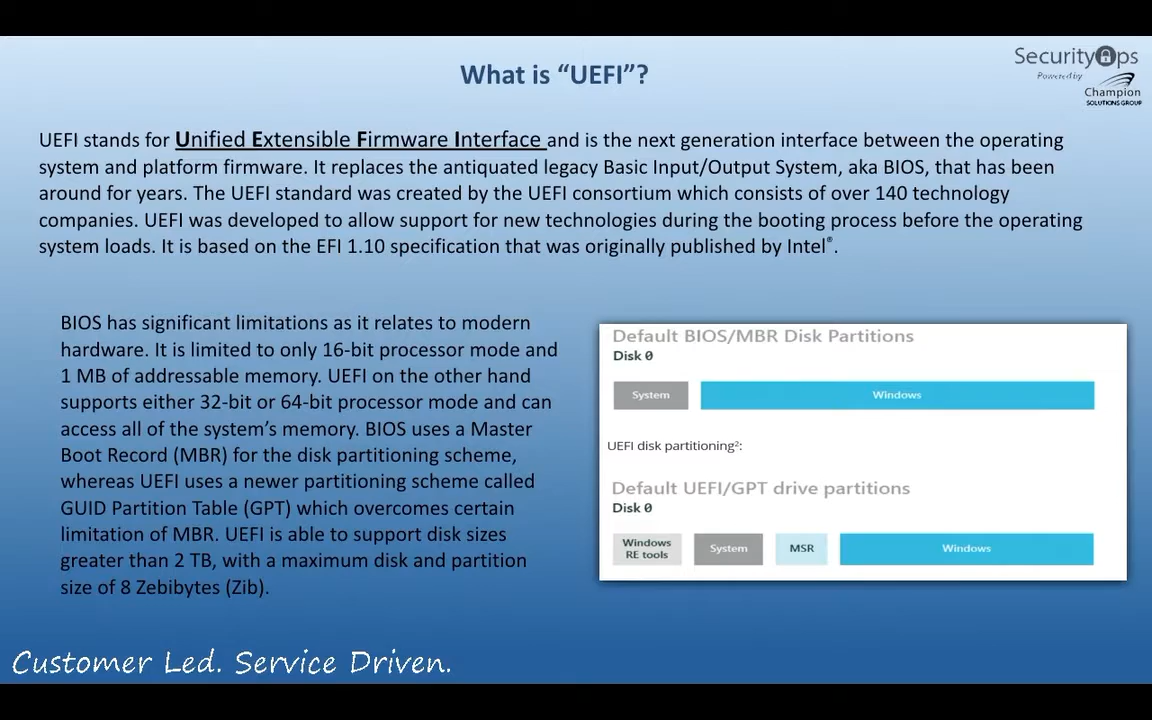 What is “UEFI”?
SecurityOps
Powered by
Champion
SOLUTIONS GROUP
UEFI stands for Unified Extensible Firmware Interface and is the next generation interface between the operating
system and platform firmware. It replaces the antiquated legacy Basic Input/Output System, aka BIOS, that has been
around for years. The UEFI standard was created by the UEFI consortium which consists of over 140 technology
companies. UEFI was developed to allow support for new technologies during the booting process before the operating
system loads. It is based on the EFI 1.10 specification that was originally published by Intel®.
BIOS has significant limitations as it relates to modern
hardware. It is limited to only 16-bit processor mode and
1 MB of addressable memory. UEFI on the other hand
supports either 32-bit or 64-bit processor mode and can
access all of the system’s memory. BIOS uses a Master
Boot Record (MBR) for the disk partitioning scheme,
whereas UEFI uses a newer partitioning scheme called
GUID Partition Table (GPT) which overcomes certain
limitation of MBR. UEFI is able to support disk sizes
greater than 2 TB, with a maximum disk and partition
size of 8 Zebibytes (Zib).
Default BIOS/MBR Disk Partitions
Disk 0
System
Windows
UEFI disk partitioning²:
Default UEFI/GPT drive partitions
Disk 0
Windows
RE tools
System
MSR
Windows
Customer Led. Service Driven.